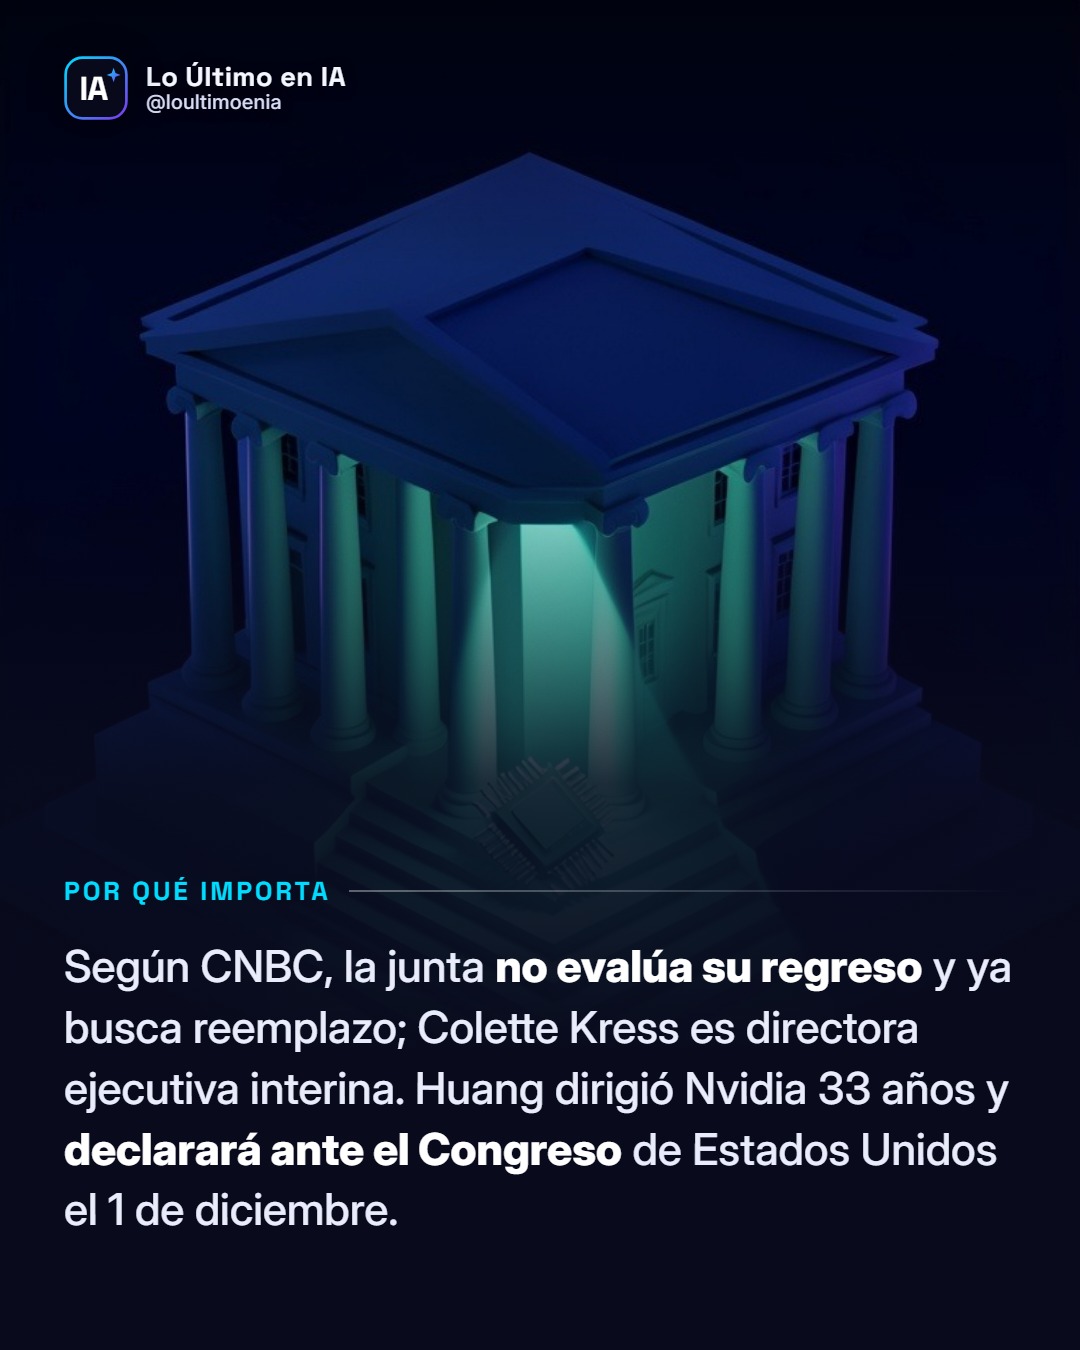 IA
Lo Último en IA
@loultimoenia
POR QUÉ IMPORTA
Según CNBC, la junta no evalúa su regreso y ya
busca reemplazo; Colette Kress es directora
ejecutiva interina. Huang dirigió Nvidia 33 años y
declarará ante el Congreso de Estados Unidos
el 1 de diciembre.